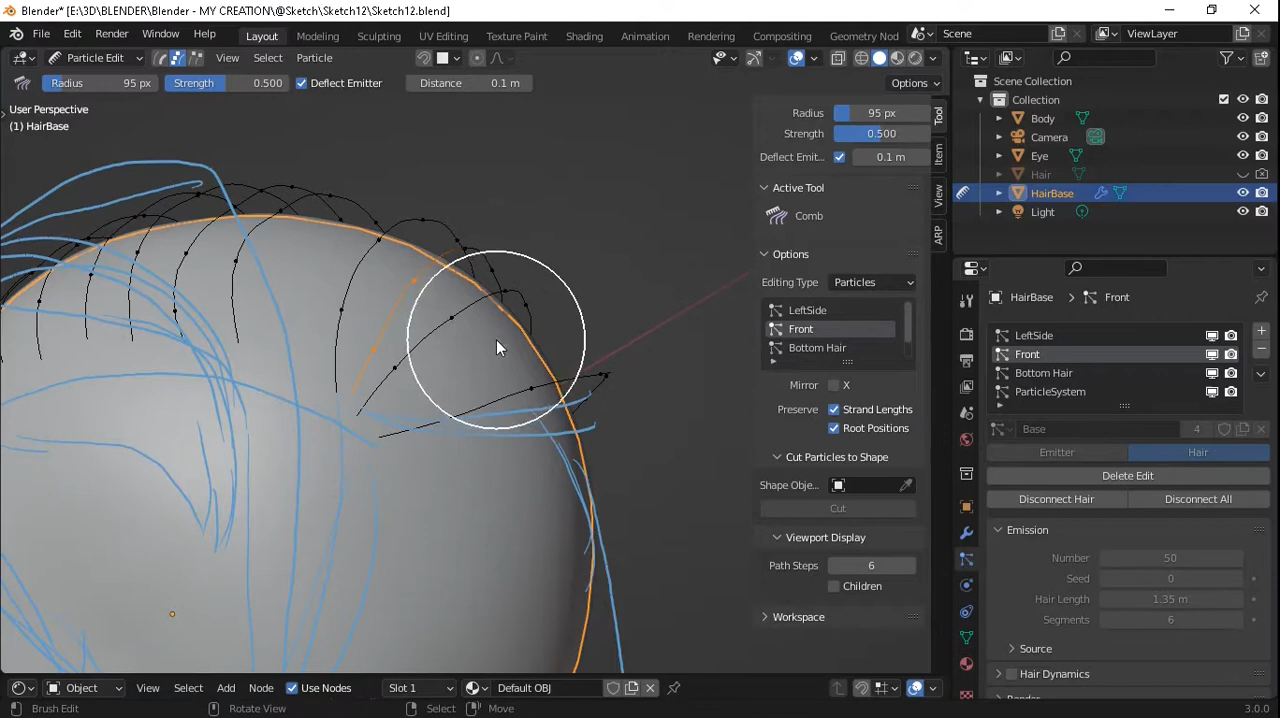 Blender* [E:\3D\BLENDER\Blender - MY CREATION\@Sketch\Sketch12\Sketch12.blend]
File Edit Render Window Help Layout Modeling Sculpting UV Editing Texture Paint Shading Animation Rendering Compositing Geometry Nod Scene ViewLayer
Particle Edit View Select Particle
Radius 95 px Strength 0.500 Deflect Emitter Distance 0.1 m Options
User Perspective
(1) HairBase
Radius 95 px
Strength 0.500
Deflect Emit... 0.1 m
Active Tool
Comb
Options
Editing Type Particles
LeftSide
Front
Bottom Hair
Mirror X
Preserve Strand Lengths
Root Positions
Cut Particles to Shape
Shape Obje...
Cut
Viewport Display
Path Steps 6
Children
Workspace
Tool
Item
View
ARP
Scene Collection
Collection
Body
Camera
Eye
Hair
HairBase
Light
HairBase Front
LeftSide
Front
Bottom Hair
ParticleSystem
Base 4
Emitter Hair
Delete Edit
Disconnect Hair Disconnect All
Emission
Number 50
Seed 0
Hair Length 1.35 m
Segments 6
Source
Hair Dynamics
Object View Select Add Node Use Nodes Slot 1 Default OBJ
Brush Edit Rotate View Select Move 3.0.0